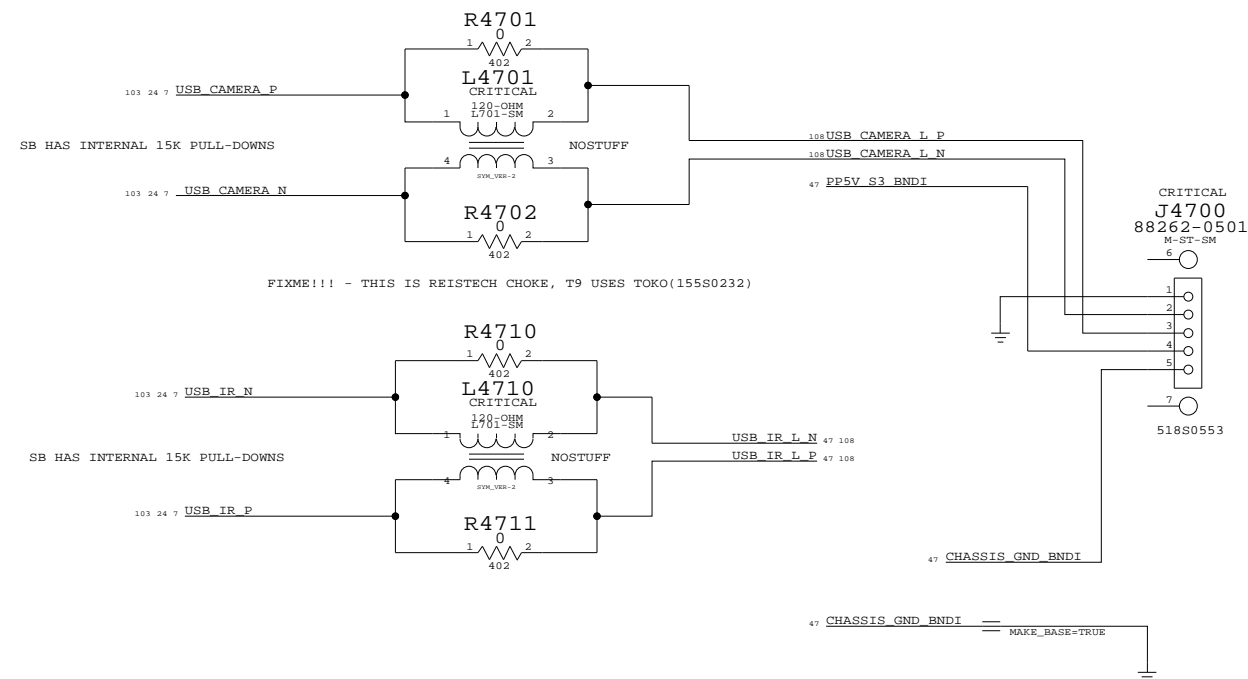 R4701
0
1 2
402
L4701
CRITICAL
120-OHM
L701-SM
1 2
103 24 7 USB_CAMERA_P
SB HAS INTERNAL 15K PULL-DOWNS
NOSTUFF
4 3
SYM_VER-2
103 24 7 USB_CAMERA_N
R4702
0
1 2
402
108 USB_CAMERA_L_P
108 USB_CAMERA_L_N
47 PP5V_S3_BNDI
CRITICAL
J4700
88262-0501
M-ST-SM
6
1
2
3
4
5
7
518S0553
FIXME!!! - THIS IS REISTECH CHOKE, T9 USES TOKO(155S0232)
R4710
0
1 2
402
L4710
CRITICAL
120-OHM
L701-SM
1 2
103 24 7 USB_IR_N
USB_IR_L_N 47 108
SB HAS INTERNAL 15K PULL-DOWNS
NOSTUFF
USB_IR_L_P 47 108
4 3
SYM_VER-2
103 24 7 USB_IR_P
R4711
0
1 2
402
47 CHASSIS_GND_BNDI
47 CHASSIS_GND_BNDI
MAKE_BASE=TRUE